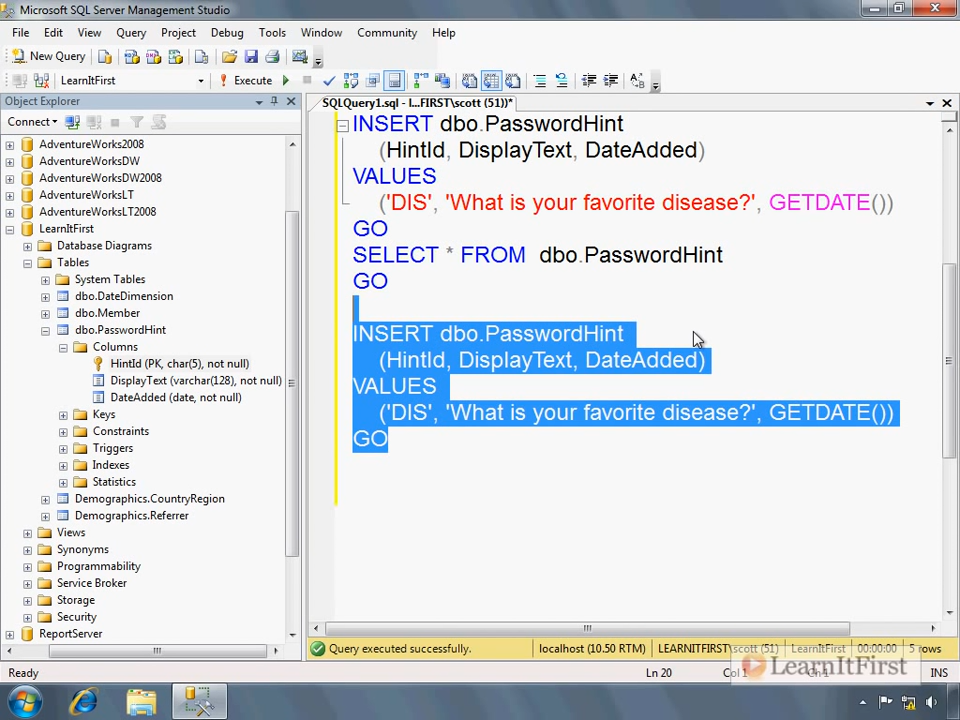 Microsoft SQL Server Management Studio
File Edit View Query Project Debug Tools Window Community Help
New Query
LearnItFirst Execute
Object Explorer
SQLQuery1.sql - l...FIRST\scott (51))*
Connect
AdventureWorks2008
AdventureWorksDW
AdventureWorksDW2008
AdventureWorksLT
AdventureWorksLT2008
LearnItFirst
Database Diagrams
Tables
System Tables
dbo.DateDimension
dbo.Member
dbo.PasswordHint
Columns
HintId (PK, char(5), not null)
DisplayText (varchar(128), not null)
DateAdded (date, not null)
Keys
Constraints
Triggers
Indexes
Statistics
Demographics.CountryRegion
Demographics.Referrer
Views
Synonyms
Programmability
Service Broker
Storage
Security
ReportServer
INSERT dbo.PasswordHint
(HintId, DisplayText, DateAdded)
VALUES
('DIS', 'What is your favorite disease?', GETDATE())
GO
SELECT * FROM dbo.PasswordHint
GO
INSERT dbo.PasswordHint
(HintId, DisplayText, DateAdded)
VALUES
('DIS', 'What is your favorite disease?', GETDATE())
GO
Query executed successfully. localhost (10.50 RTM) LEARNITFIRST\scott (51) LearnItFirst 00:00:00 5 rows
Ready Ln 20 Col 1 Ch 1 INS
LearnItFirst